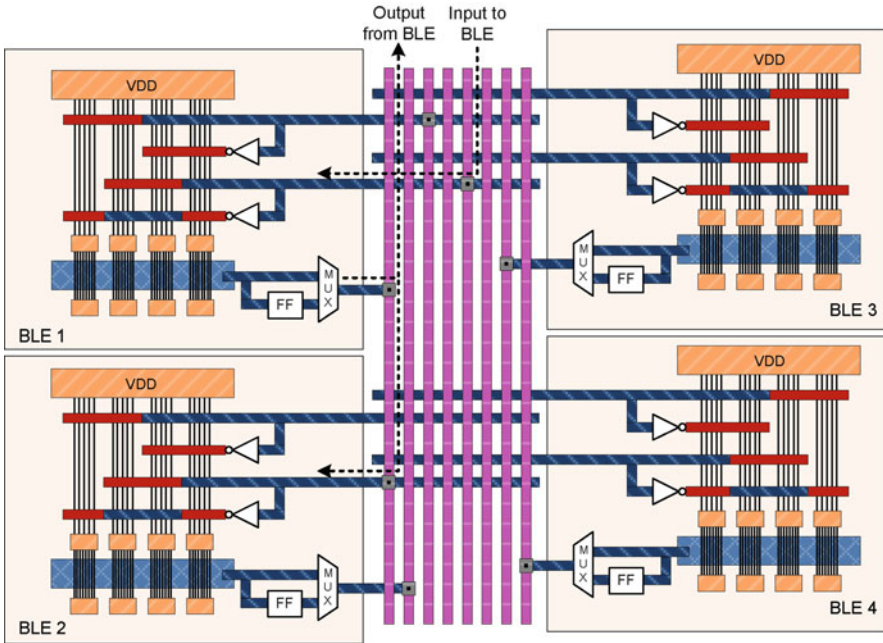 Output
from BLE
Input to
BLE
VDD
FF
MUX
BLE 1
VDD
MUX
FF
BLE 3
VDD
FF
MUX
BLE 2
VDD
MUX
FF
BLE 4